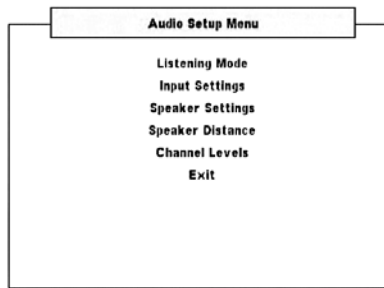 Audio Setup Menu
Listening Mode
Input Settings
Speaker Settings
Speaker Distance
Channel Levels
Exit